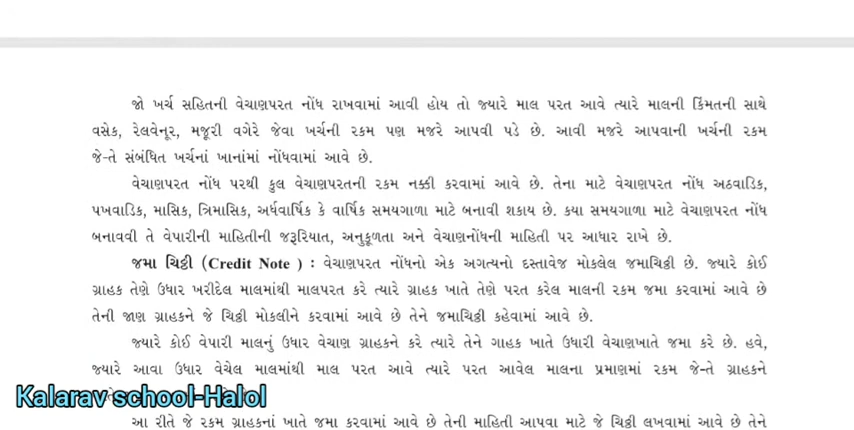 જો ખર્ચ સહિતની વેચાણપરત નોંધ રાખવામાં આવી હોય તો જ્યારે માલ પરત આવે ત્યારે માલની કિંમતની સાથે
વસેક, રેલવેનૂર, મજૂરી વગેરે જેવા ખર્ચની રકમ પણ મજરે આપવી પડે છે. આવી મજરે આપવાની ખર્ચની રકમ
જે-તે સંબંધિત ખર્ચનાં ખાનાંમાં નોંધવામાં આવે છે.
વેચાણપરત નોંધ પરથી કુલ વેચાણપરતની રકમ નક્કી કરવામાં આવે છે. તેના માટે વેચાણપરત નોંધ અઠવાડિક,
પખવાડિક, માસિક, ત્રિમાસિક, અર્ધવાર્ષિક કે વાર્ષિક સમયગાળા માટે બનાવી શકાય છે. કયા સમયગાળા માટે વેચાણપરત નોંધ
બનાવવી તે વેપારીની માહિતીની જરૂરિયાત, અનુકૂળતા અને વેચાણનોંધની માહિતી પર આધાર રાખે છે.
જમા ચિઠ્ઠી (Credit Note ) : વેચાણપરત નોંધનો એક અગત્યનો દસ્તાવેજ મોકલેલ જમાચિઠ્ઠી છે. જ્યારે કોઈ
ગ્રાહક તેણે ઉધાર ખરીદેલ માલમાંથી માલપરત કરે ત્યારે ગ્રાહક ખાતે તેણે પરત કરેલ માલની રકમ જમા કરવામાં આવે છે
તેની જાણ ગ્રાહકને જે ચિઠ્ઠી મોકલીને કરવામાં આવે છે તેને જમાચિઠ્ઠી કહેવામાં આવે છે.
જ્યારે કોઈ વેપારી માલનું ઉધાર વેચાણ ગ્રાહકને કરે ત્યારે તેને ગાહક ખાતે ઉધારી વેચાણખાતે જમા કરે છે. હવે,
જ્યારે આવા ઉધાર વેચેલ માલમાંથી માલ પરત આવે ત્યારે પરત આવેલ માલના પ્રમાણમાં રકમ જે-તે ગ્રાહકને
Kalarav school-Halol
આ રીતે જે રકમ ગ્રાહકનાં ખાતે જમા કરવામાં આવે છે તેની માહિતી આપવા માટે જે ચિઠ્ઠી લખવામાં આવે છે તેને